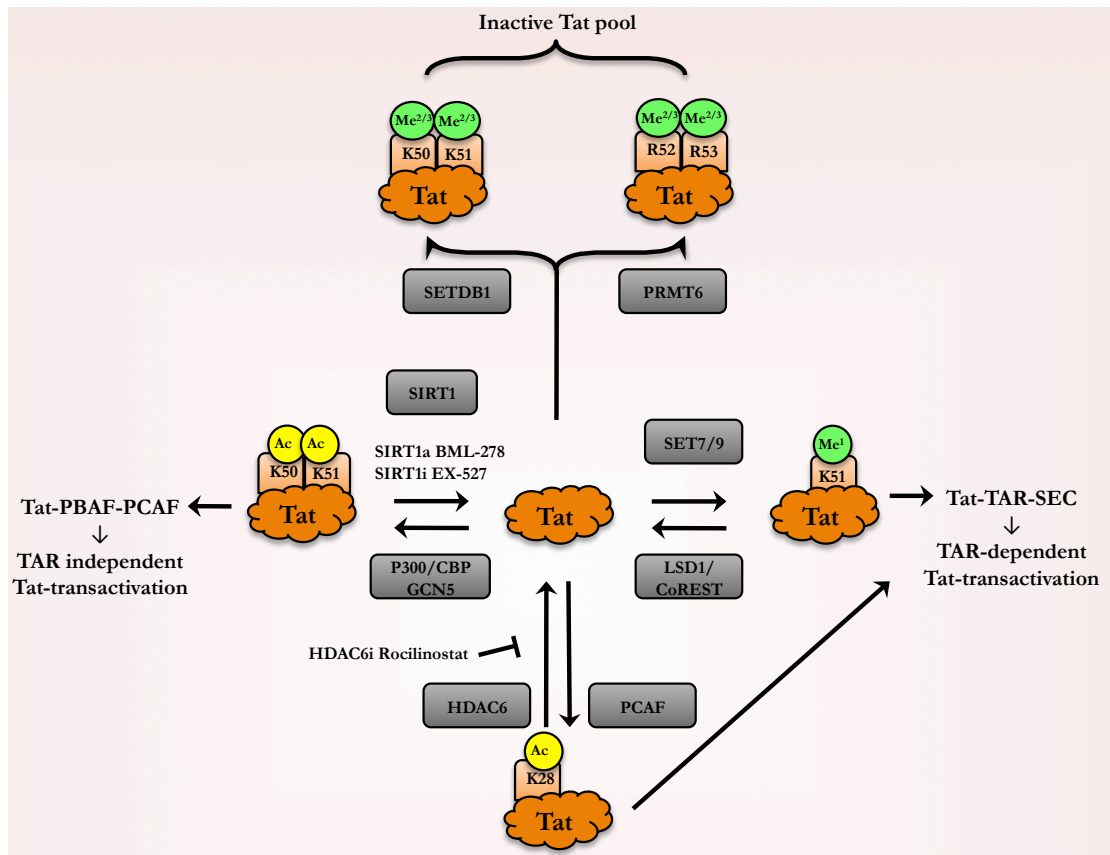 Inactive Tat pool
Me2/3 Me2/3
K50 K51
Tat
Me2/3 Me2/3
R52 R53
Tat
SETDB1
PRMT6
SIRT1
SIRT1a BML-278
SIRT1i EX-527
SET7/9
Ac Ac
K50 K51
Tat
Me1
K51
Tat
Tat
Tat-PBAF-PCAF
↓
TAR independent
Tat-transactivation
Tat-TAR-SEC
↓
TAR-dependent
Tat-transactivation
P300/CBP
GCN5
LSD1/
CoREST
HDAC6i Rocilinostat
HDAC6
PCAF
Ac
K28
Tat